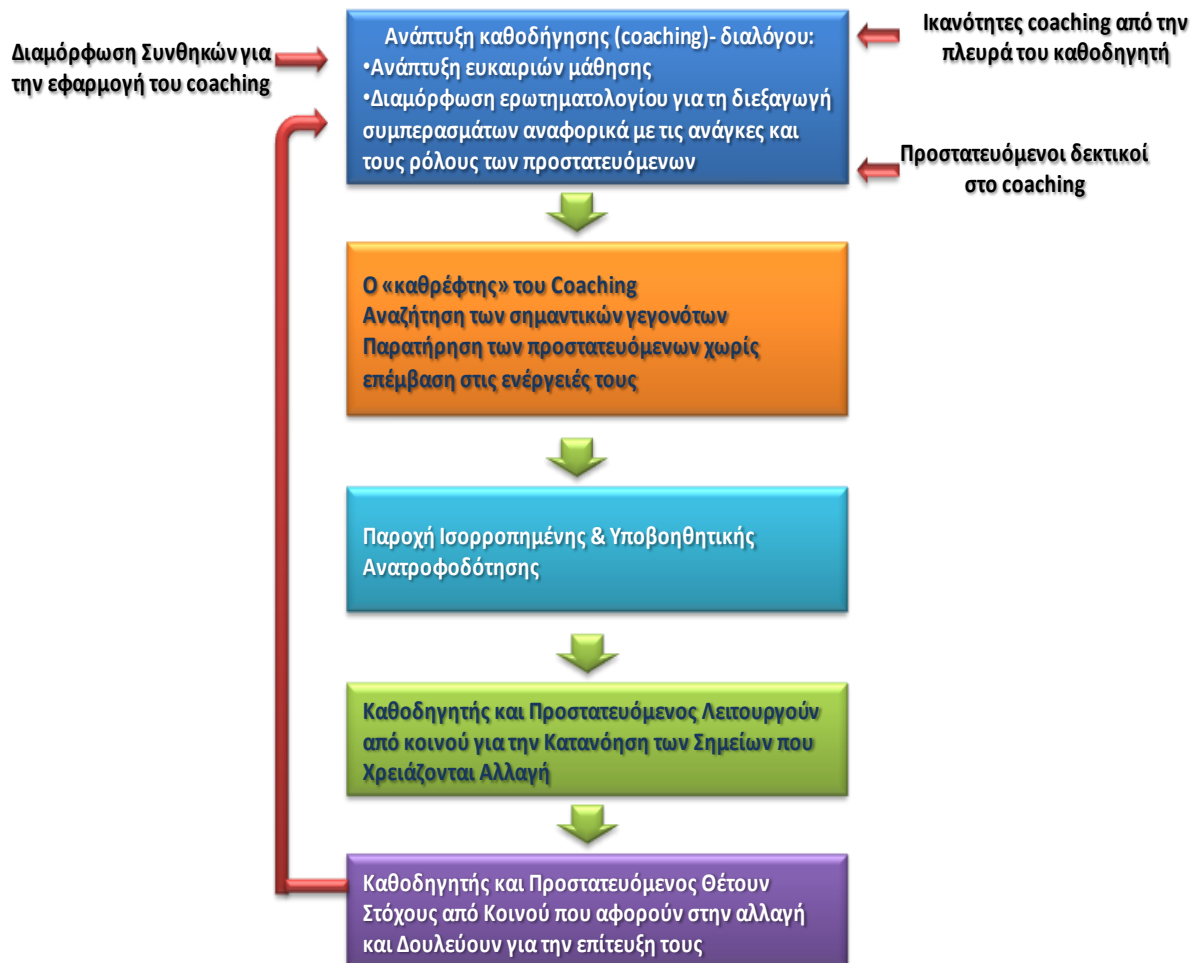 Διαμόρφωση Συνθηκών για
την εφαρμογή του coaching
Ανάπτυξη καθοδήγησης (coaching)- διαλόγου:
•Ανάπτυξη ευκαιριών μάθησης
•Διαμόρφωση ερωτηματολογίου για τη διεξαγωγή
συμπερασμάτων αναφορικά με τις ανάγκες και
τους ρόλους των προστατευόμενων
Ικανότητες coaching από την
πλευρά του καθοδηγητή
Προστατευόμενοι δεκτικοί
στο coaching
Ο «καθρέφτης» του Coaching
Αναζήτηση των σημαντικών γεγονότων
Παρατήρηση των προστατευόμενων χωρίς
επέμβαση στις ενέργειές τους
Παροχή Ισορροπημένης & Υποβοηθητικής
Ανατροφοδότησης
Καθοδηγητής και Προστατευόμενος Λειτουργούν
από κοινού για την Κατανόηση των Σημείων που
Χρειάζονται Αλλαγή
Καθοδηγητής και Προστατευόμενος Θέτουν
Στόχους από Κοινού που αφορούν στην αλλαγή
και Δουλεύουν για την επίτευξη τους